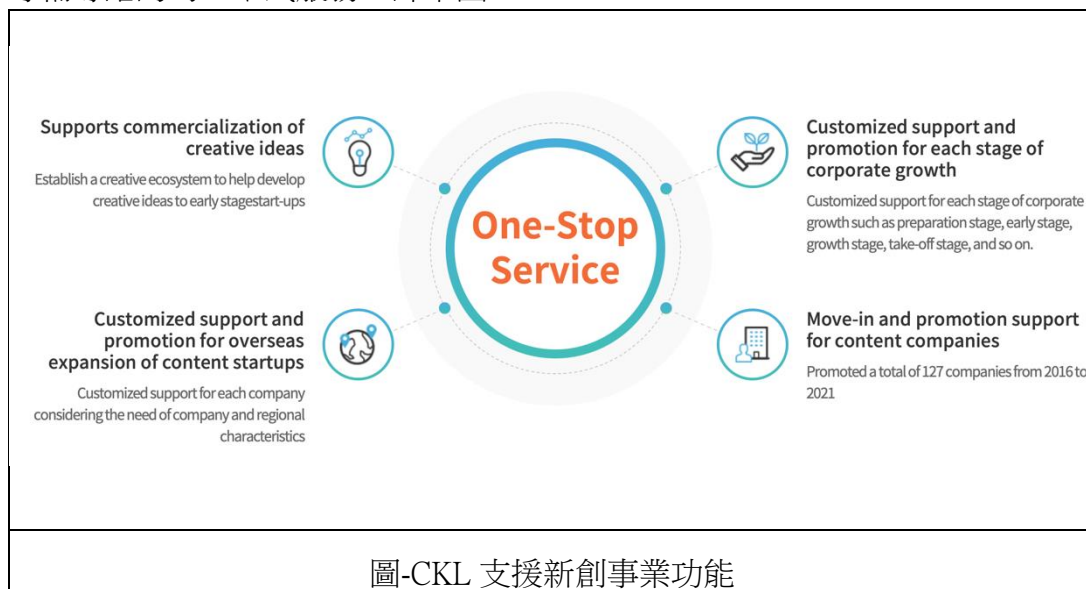 Supports commercialization of
creative ideas
Establish a creative ecosystem to help develop
creative ideas to early stagestart-ups
Customized support and
promotion for overseas
expansion of content startups
Customized support for each company
considering the need of company and regional
characteristics
One-Stop
Service
Customized support and
promotion for each stage of
corporate growth
Customized support for each stage of corporate
growth such as preparation stage, early stage,
growth stage, take-off stage, and so on.
Move-in and promotion support
for content companies
Promoted a total of 127 companies from 2016 to
2021
圖-CKL 支援新創事業功能